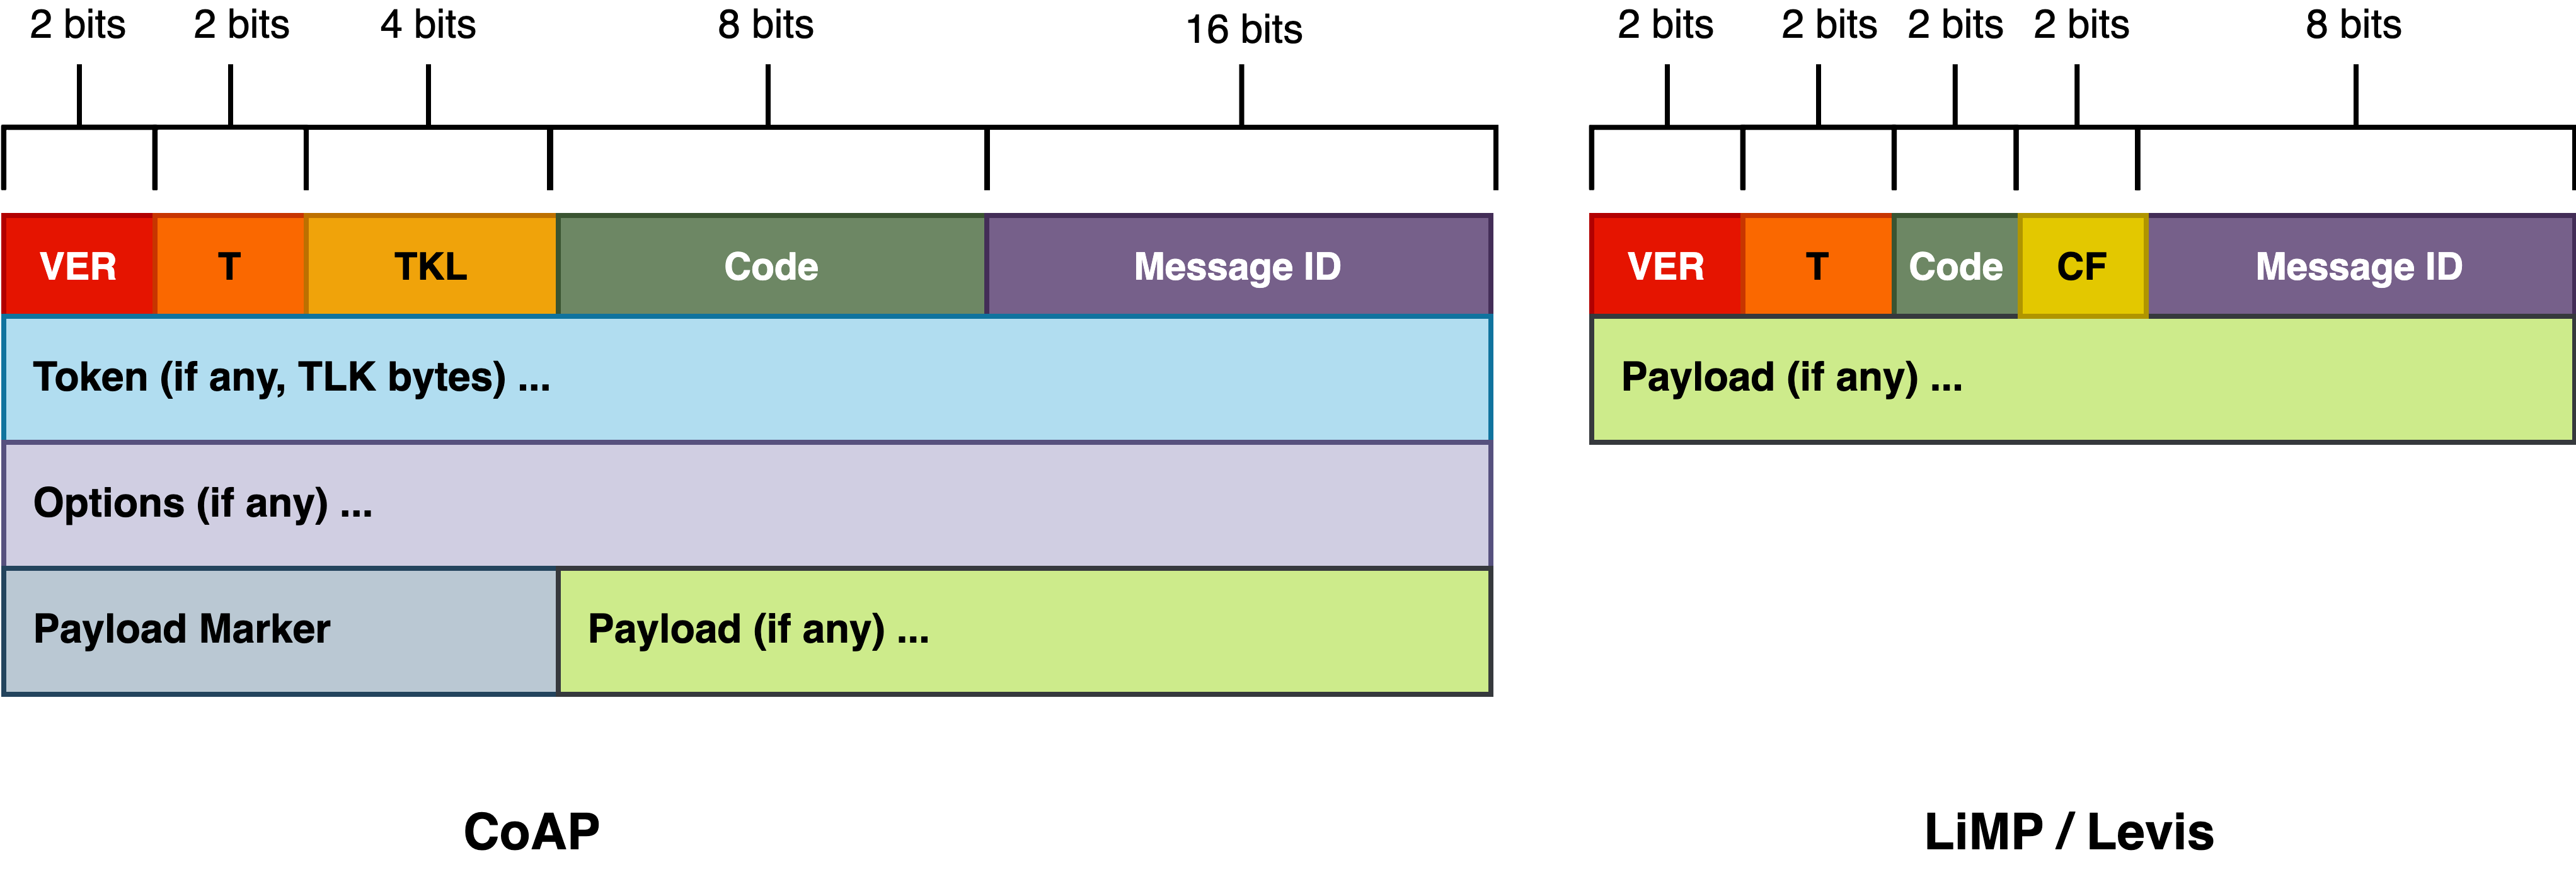 2 bits 2 bits 4 bits 8 bits 16 bits
VER T TKL Code Message ID
Token (if any, TLK bytes) ...
Options (if any) ...
Payload Marker Payload (if any) ...
CoAP
2 bits 2 bits 2 bits 2 bits 8 bits
VER T Code CF Message ID
Payload (if any) ...
LiMP / Levis